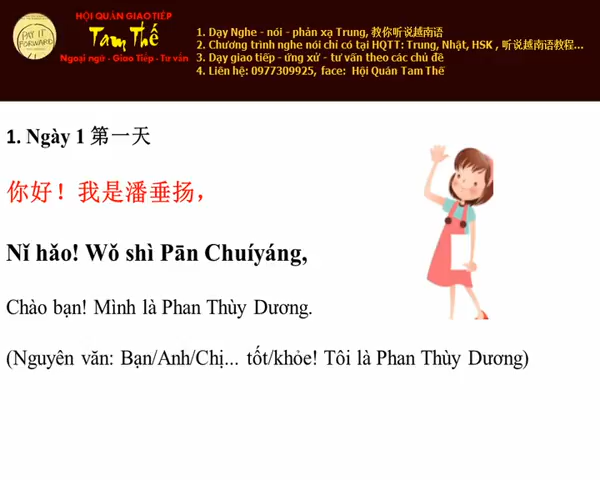 PAY IT
FORWARD
HỘI QUÁN GIAO TIẾP
Tam Thế
Ngoại ngữ - Giao Tiếp - Tư vấn
1. Dạy Nghe - nói - phản xạ Trung, 教你听说越南语
2. Chương trình nghe nói chỉ có tại HQTT: Trung, Nhật, HSK , 听说越南语教程...
3. Dạy giao tiếp - ứng xử - tư vấn theo các chủ đề
4. Liên hệ: 0977309925, face: Hội Quán Tam Thế
1. Ngày 1 第一天
你好！我是潘垂扬，
Nǐ hǎo! Wǒ shì Pān Chuíyáng,
Chào bạn! Mình là Phan Thùy Dương.
(Nguyên văn: Bạn/Anh/Chị... tốt/khỏe! Tôi là Phan Thùy Dương)